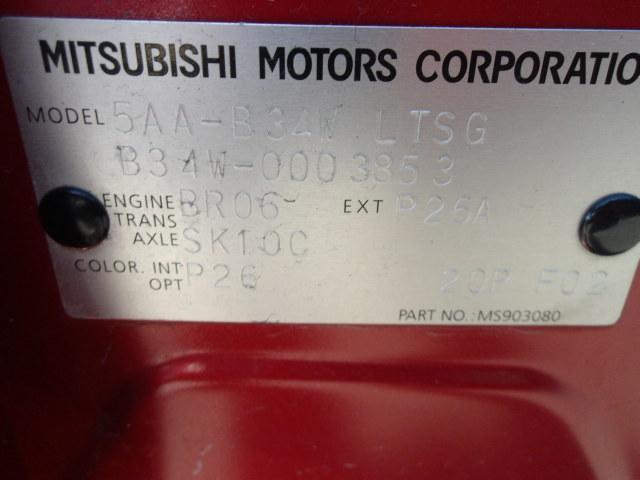 MITSUBISHI MOTORS CORPORATIO
MODEL 5AA-B34W LTSG
B34W-0003853
ENGINE BR06 EXT P26A
TRANS
AXLE SK10C
COLOR. INT P26
OPT 20P F02
PART NO.:MS903080